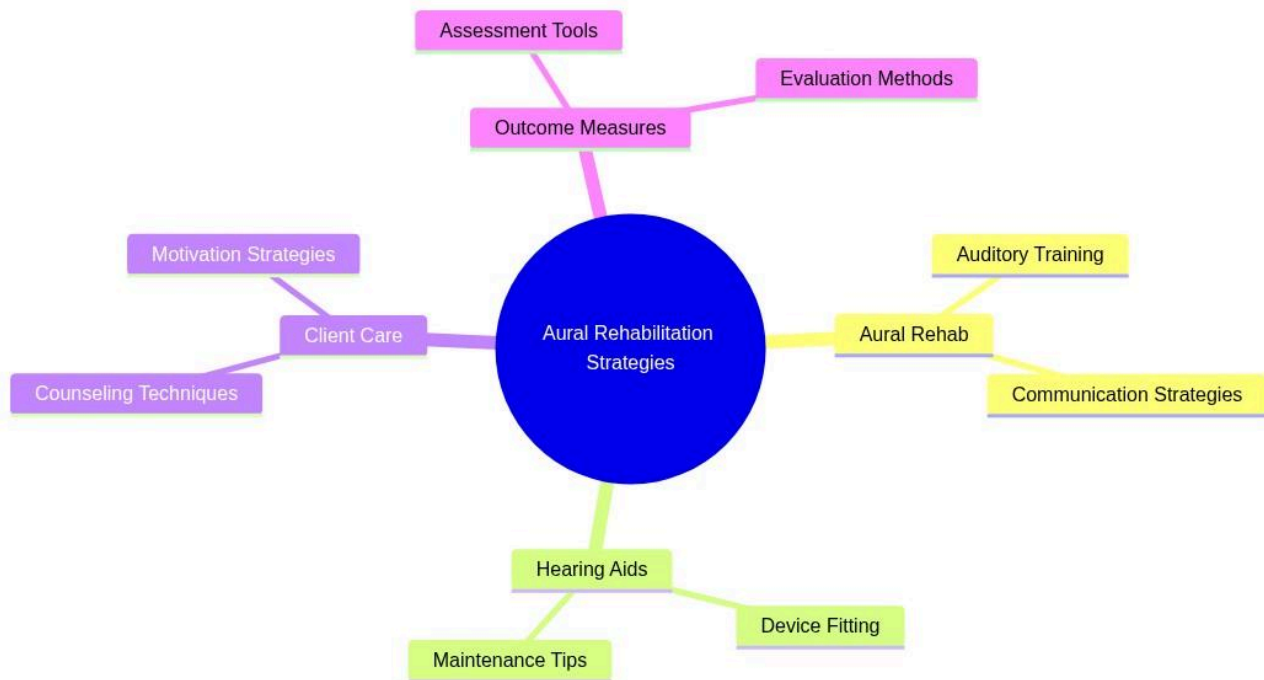 Assessment Tools
Evaluation Methods
Outcome Measures
Motivation Strategies
Client Care
Counseling Techniques
Aural Rehabilitation
Strategies
Auditory Training
Aural Rehab
Communication Strategies
Hearing Aids
Device Fitting
Maintenance Tips